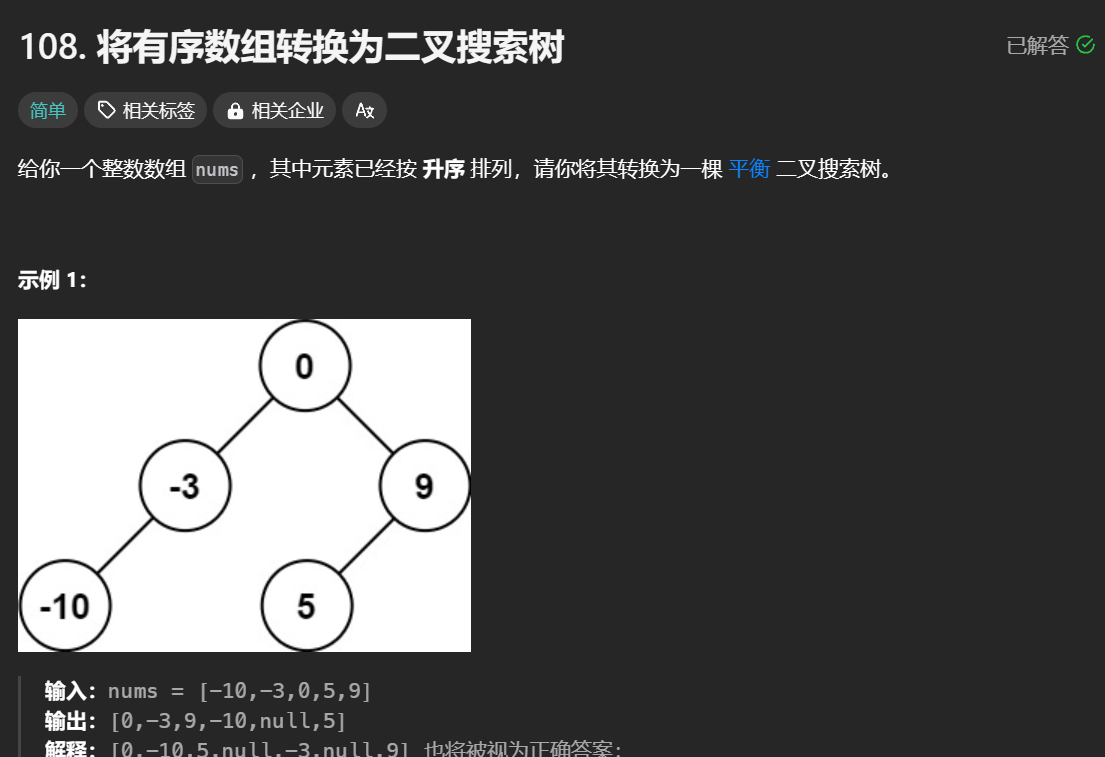 108. 将有序数组转换为二叉搜索树
已解答
简单 相关标签 相关企业
给你一个整数数组 nums ，其中元素已经按 升序 排列，请你将其转换为一棵 平衡 二叉搜索树。
示例 1：
0
-3 9
-10 5
输入：nums = [-10,-3,0,5,9]
输出：[0,-3,9,-10,null,5]
解释：[0,-10,5,null,-3,null,9] 也将被视为正确答案：